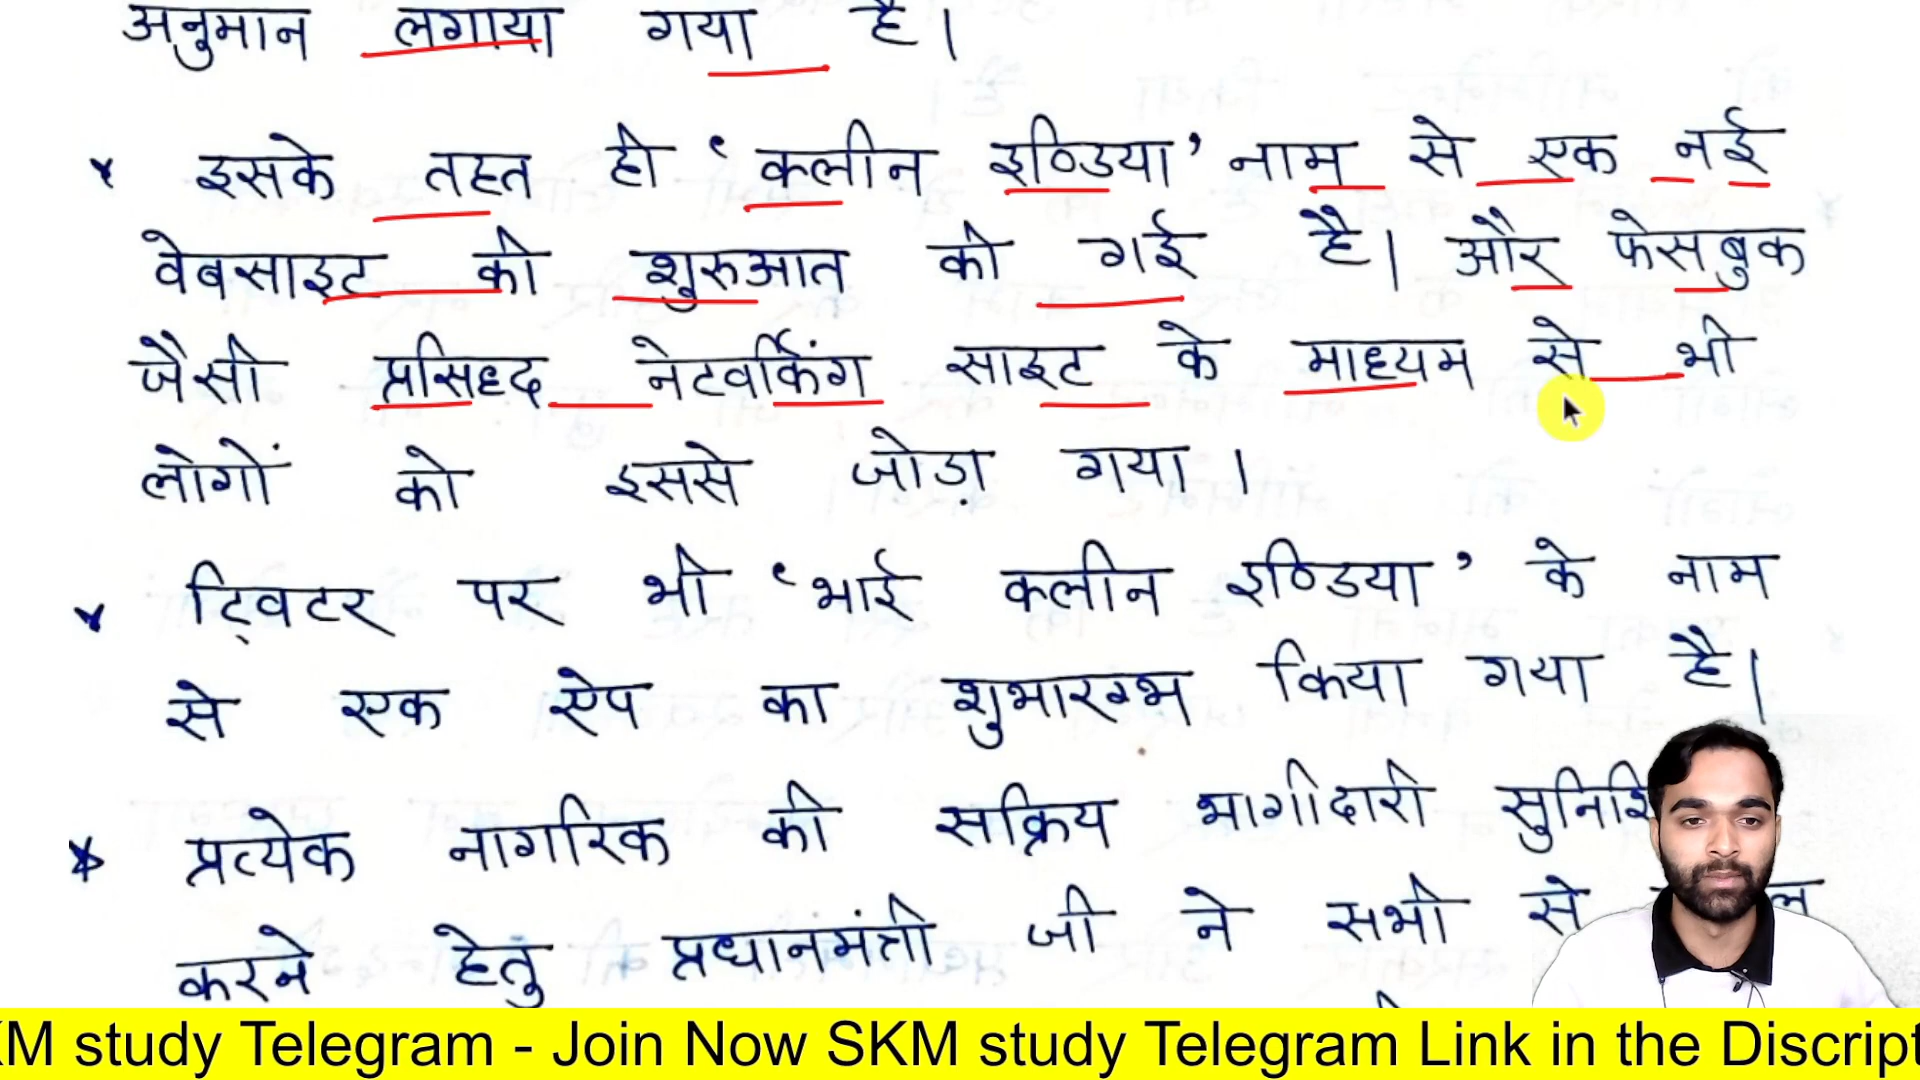 अनुमान लगाया गया है।
* इसके तहत ही 'क्लीन इण्डिया' नाम से एक नई
वेबसाइट की शुरुआत की गई है। और फेसबुक
जैसी प्रसिध्द नेटवर्किंग साइट के माध्यम से भी
लोगों को इससे जोड़ा गया।
* ट्विटर पर भी 'माई क्लीन इण्डिया' के नाम
से एक ऐप का शुभारम्भ किया गया है।
* प्रत्येक नागरिक की सक्रिय भागीदारी
करने हेतु प्रधानमंत्री जी ने सभी से
KM study Telegram - Join Now SKM study Telegram Link in the Discript